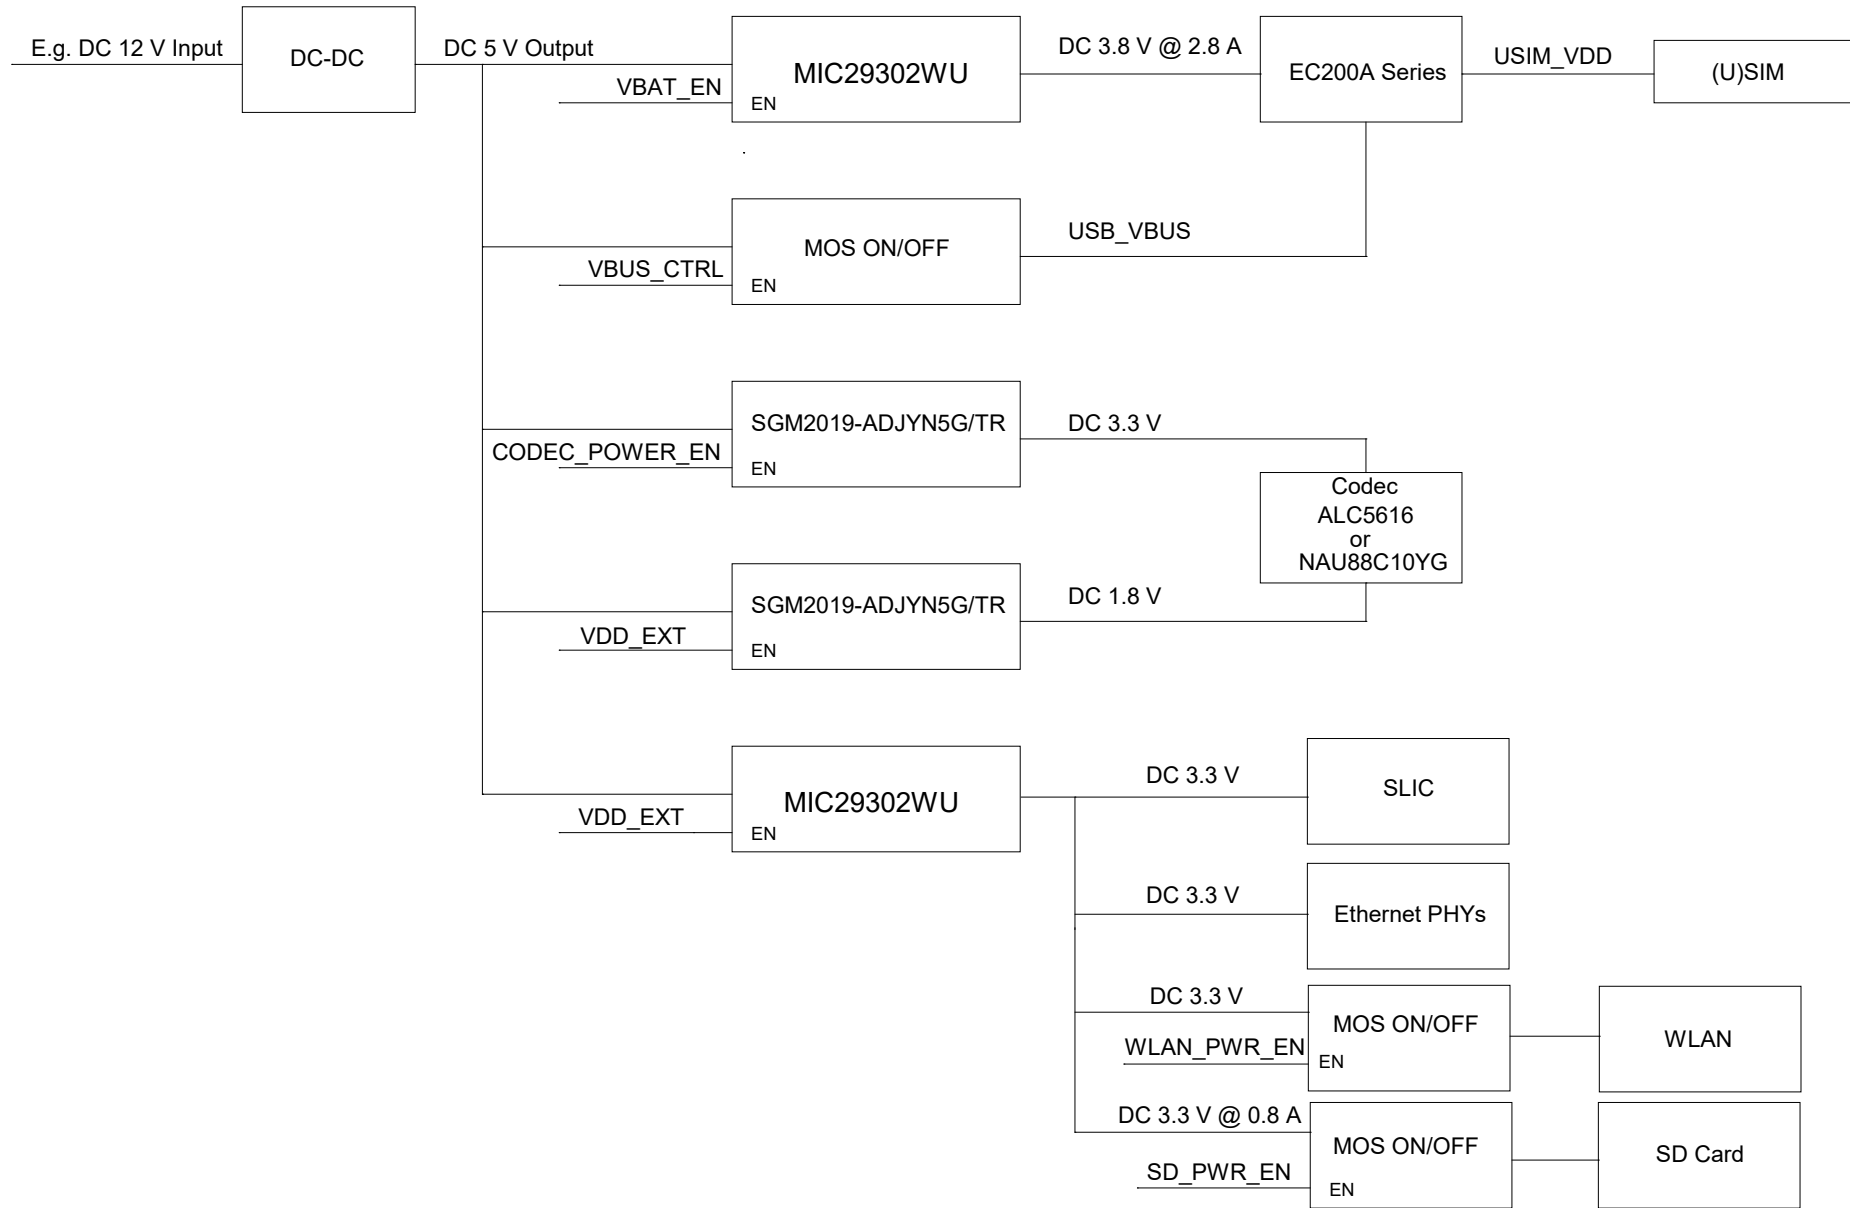 E.g. DC 12 V Input
DC-DC
DC 5 V Output
VBAT_EN
MIC29302WU
EN
DC 3.8 V @ 2.8 A
EC200A Series
USIM_VDD
(U)SIM
VBUS_CTRL
MOS ON/OFF
EN
USB_VBUS
CODEC_POWER_EN
SGM2019-ADJYN5G/TR
EN
DC 3.3 V
Codec
ALC5616
or
NAU88C10YG
VDD_EXT
SGM2019-ADJYN5G/TR
EN
DC 1.8 V
VDD_EXT
MIC29302WU
EN
DC 3.3 V
SLIC
DC 3.3 V
Ethernet PHYs
DC 3.3 V
WLAN_PWR_EN
MOS ON/OFF
EN
WLAN
DC 3.3 V @ 0.8 A
SD_PWR_EN
MOS ON/OFF
EN
SD Card